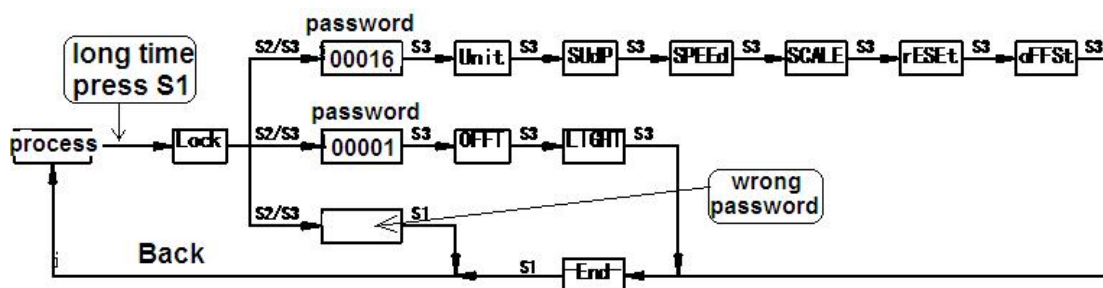 password
long time
press S1
S2/S3 00016 S3 Unit S3 SUdP S3 SPEEd S3 SCALE S3 rESEt S3 oFFSt S3
password
process Lock S2/S3 00001 S3 OFFT S3 LIGHT S3
wrong
password
S2/S3 S1
Back
S1 End